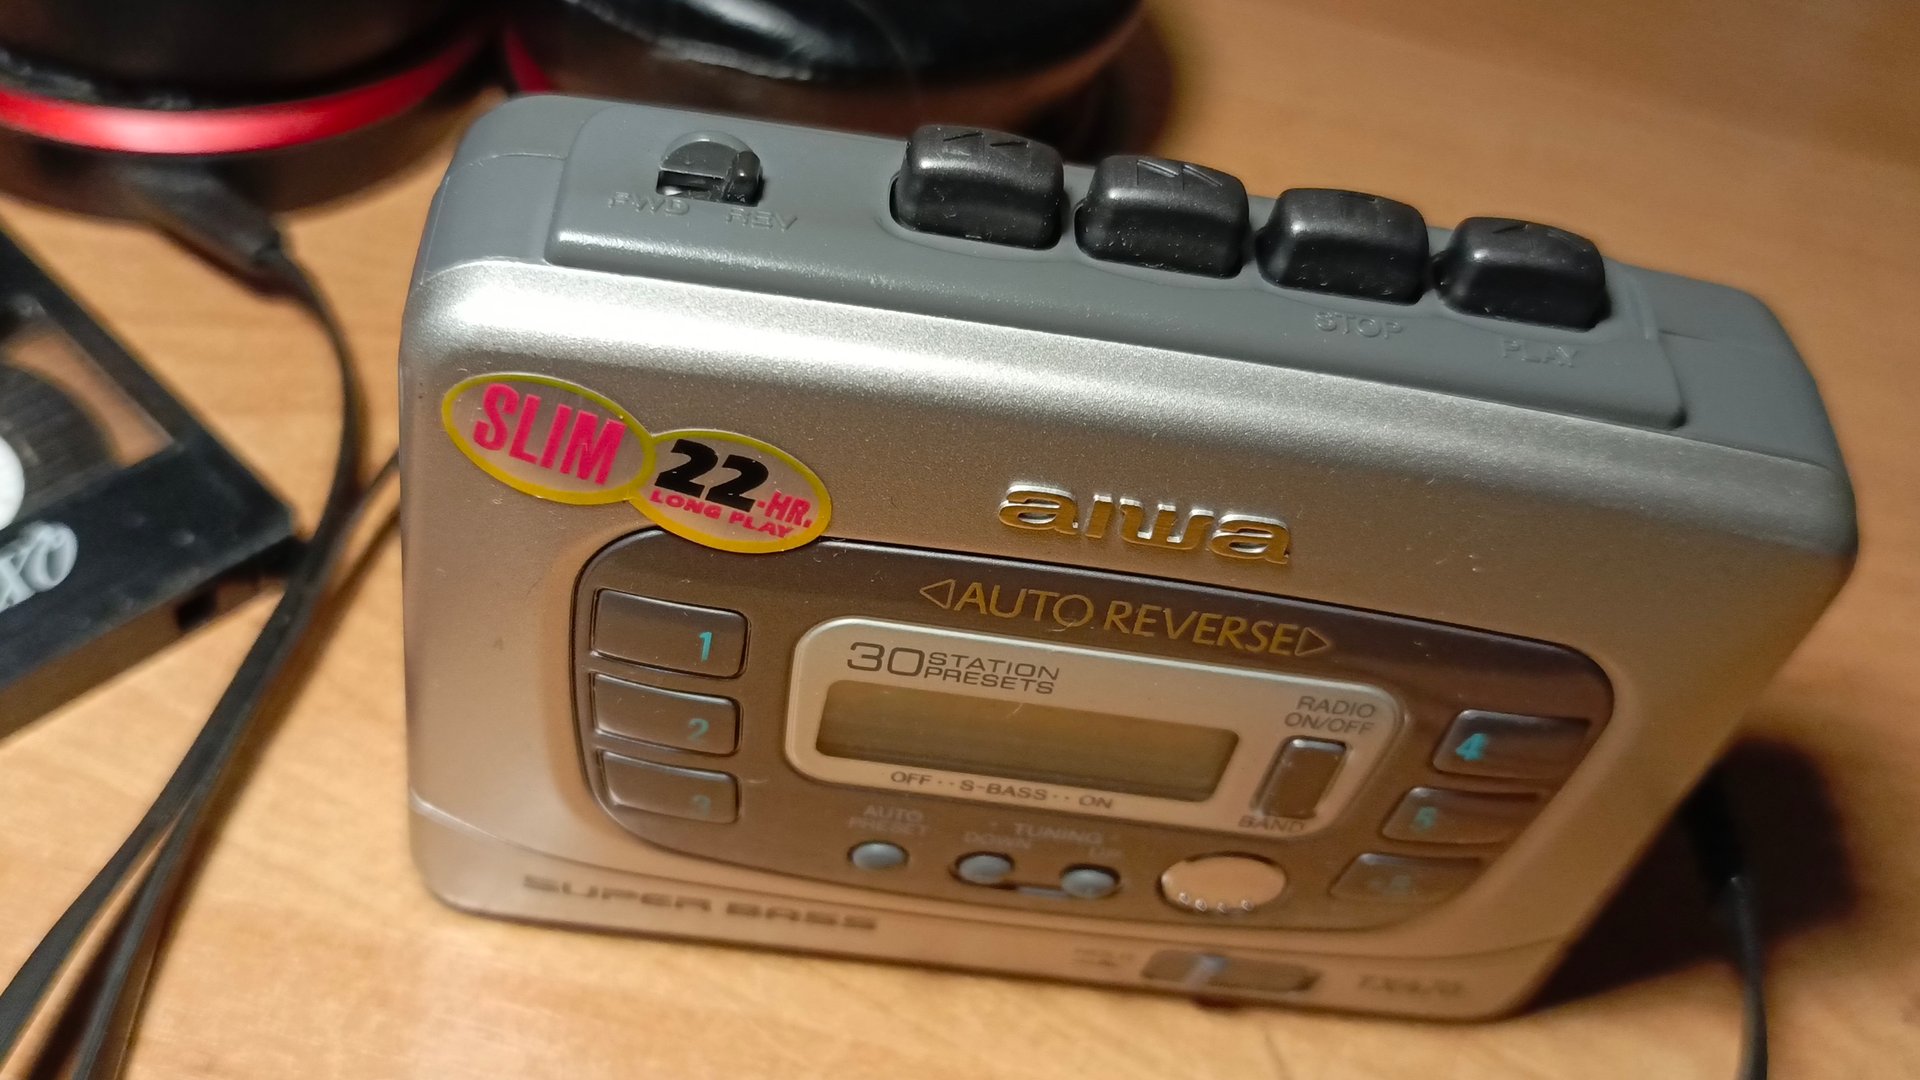 FWD REV
STOP
PLAY
SLIM
22-HR.
LONG PLAY
aiwa
AUTO REVERSE
30 STATION
PRESETS
RADIO
ON/OFF
1
2
3
4
5
OFF · · S-BASS · · ON
BAND
AUTO
PRESET
TUNING
DOWN UP
SUPER BASS